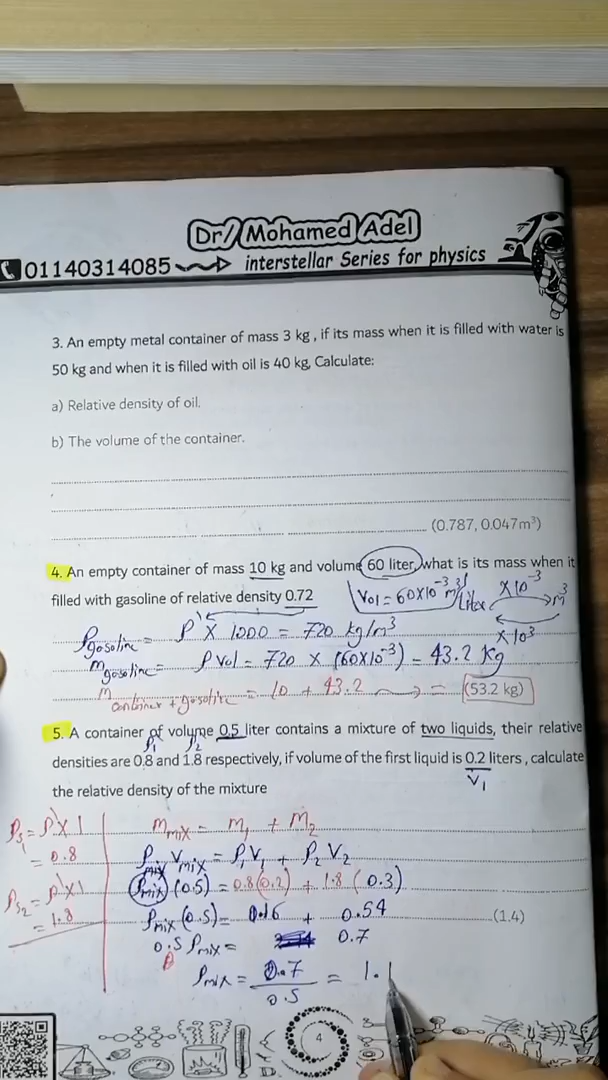 Dr/ Mohamed Adel
01140314085 interstellar Series for physics
3. An empty metal container of mass 3 kg , if its mass when it is filled with water is
50 kg and when it is filled with oil is 40 kg, Calculate:
a) Relative density of oil.
b) The volume of the container.
(0.787, 0.047m³)
4. An empty container of mass 10 kg and volume 60 liter, what is its mass when it
filled with gasoline of relative density 0.72
Vol = 60×10⁻³ m³
Liter ×10⁻³ m³
×10³
ρgasoline = ρ\ × 1000 = 720 kg/m³
mgasoline = ρ Vol = 720 × (60×10⁻³) = 43.2 kg
m container + gasoline = 10 + 43.2 = (53.2 kg)
5. A container of volume 0.5 liter contains a mixture of two liquids, their relative
ρ\₁ ρ\₂
densities are 0.8 and 1.8 respectively, if volume of the first liquid is 0.2 liters , calculate
V₁
the relative density of the mixture
ρs₁ = ρ\ × 1
= 0.8
ρs₂ = ρ\ × 1
= 1.8
Mmix = M₁ + M₂
ρmix Vmix = ρ₁V₁ + ρ₂V₂
ρmix (0.5) = 0.8(0.2) + 1.8 (0.3)
ρmix (0.5) = 0.16 + 0.54
(1.4)
0.5 ρmix = 0.7
ρmix = 0.7 / 0.5 = 1.
4